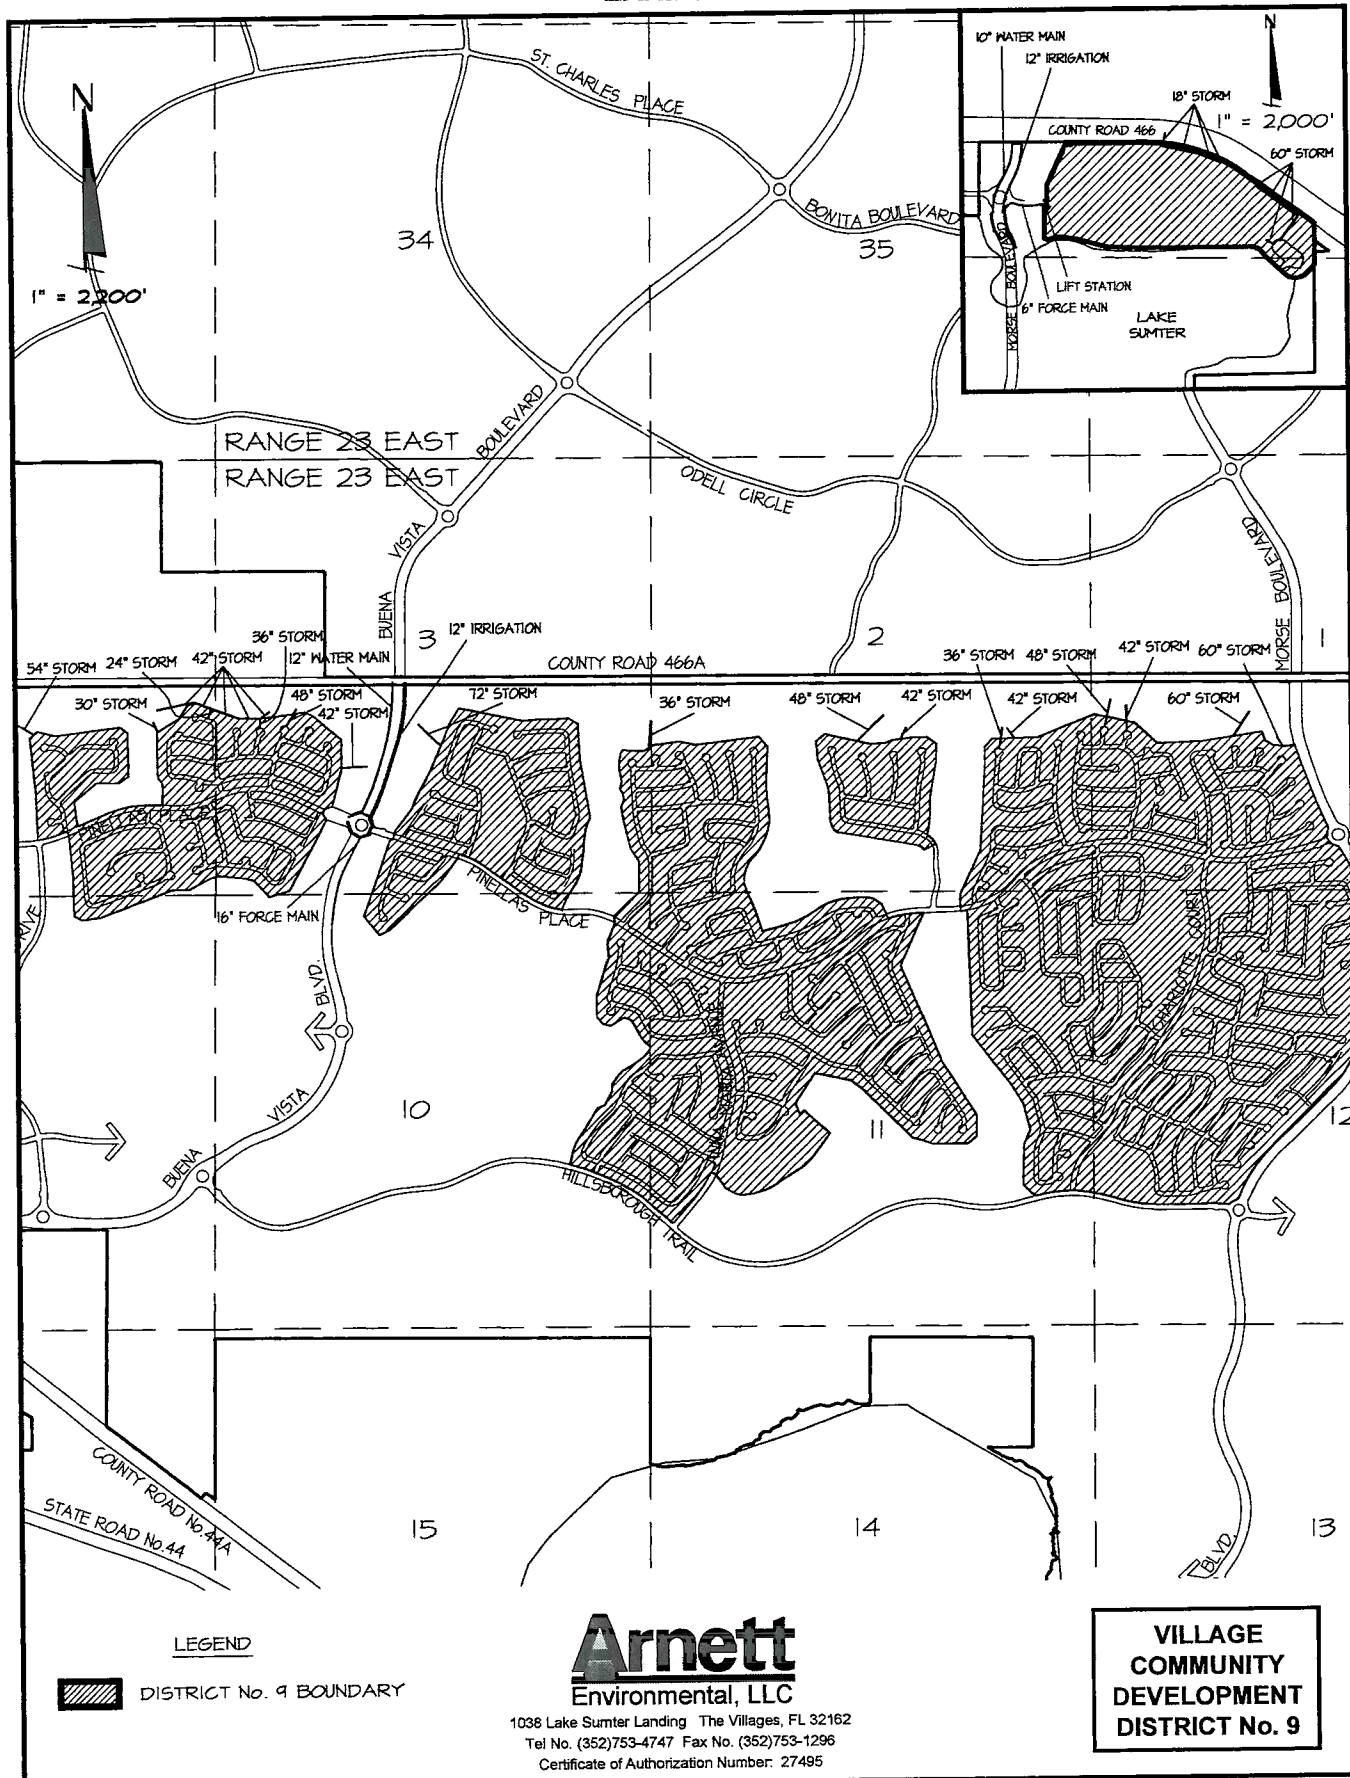 10" WATER MAIN
12" IRRIGATION
N
18" STORM
1" = 2,000'
COUNTY ROAD 466
60" STORM
MORSE BOULEVARD
LIFT STATION
6" FORCE MAIN
LAKE
SUMTER
N
1" = 2,200'
ST. CHARLES PLACE
BONITA BOULEVARD
34
35
RANGE 23 EAST
RANGE 23 EAST
BUENA VISTA BOULEVARD
ODELL CIRCLE
MORSE BOULEVARD
3
2
1
12" IRRIGATION
COUNTY ROAD 466A
54" STORM
24" STORM
42" STORM
36" STORM
12" WATER MAIN
30" STORM
48" STORM
42" STORM
72" STORM
36" STORM
48" STORM
42" STORM
36" STORM
48" STORM
42" STORM
60" STORM
42" STORM
60" STORM
PINELLAS PLACE
PINELLAS PLACE
16" FORCE MAIN
CHARLOTTE COURT
BUENA VISTA BLVD.
10
11
12
HILLSBOROUGH TRAIL
COUNTY ROAD No.44A
STATE ROAD No.44
15
14
13
BLVD.
LEGEND
DISTRICT No. 9 BOUNDARY
Arnett
Environmental, LLC
1038 Lake Sumter Landing The Villages, FL 32162
Tel No. (352)753-4747 Fax No. (352)753-1296
Certificate of Authorization Number: 27495
VILLAGE
COMMUNITY
DEVELOPMENT
DISTRICT No. 9